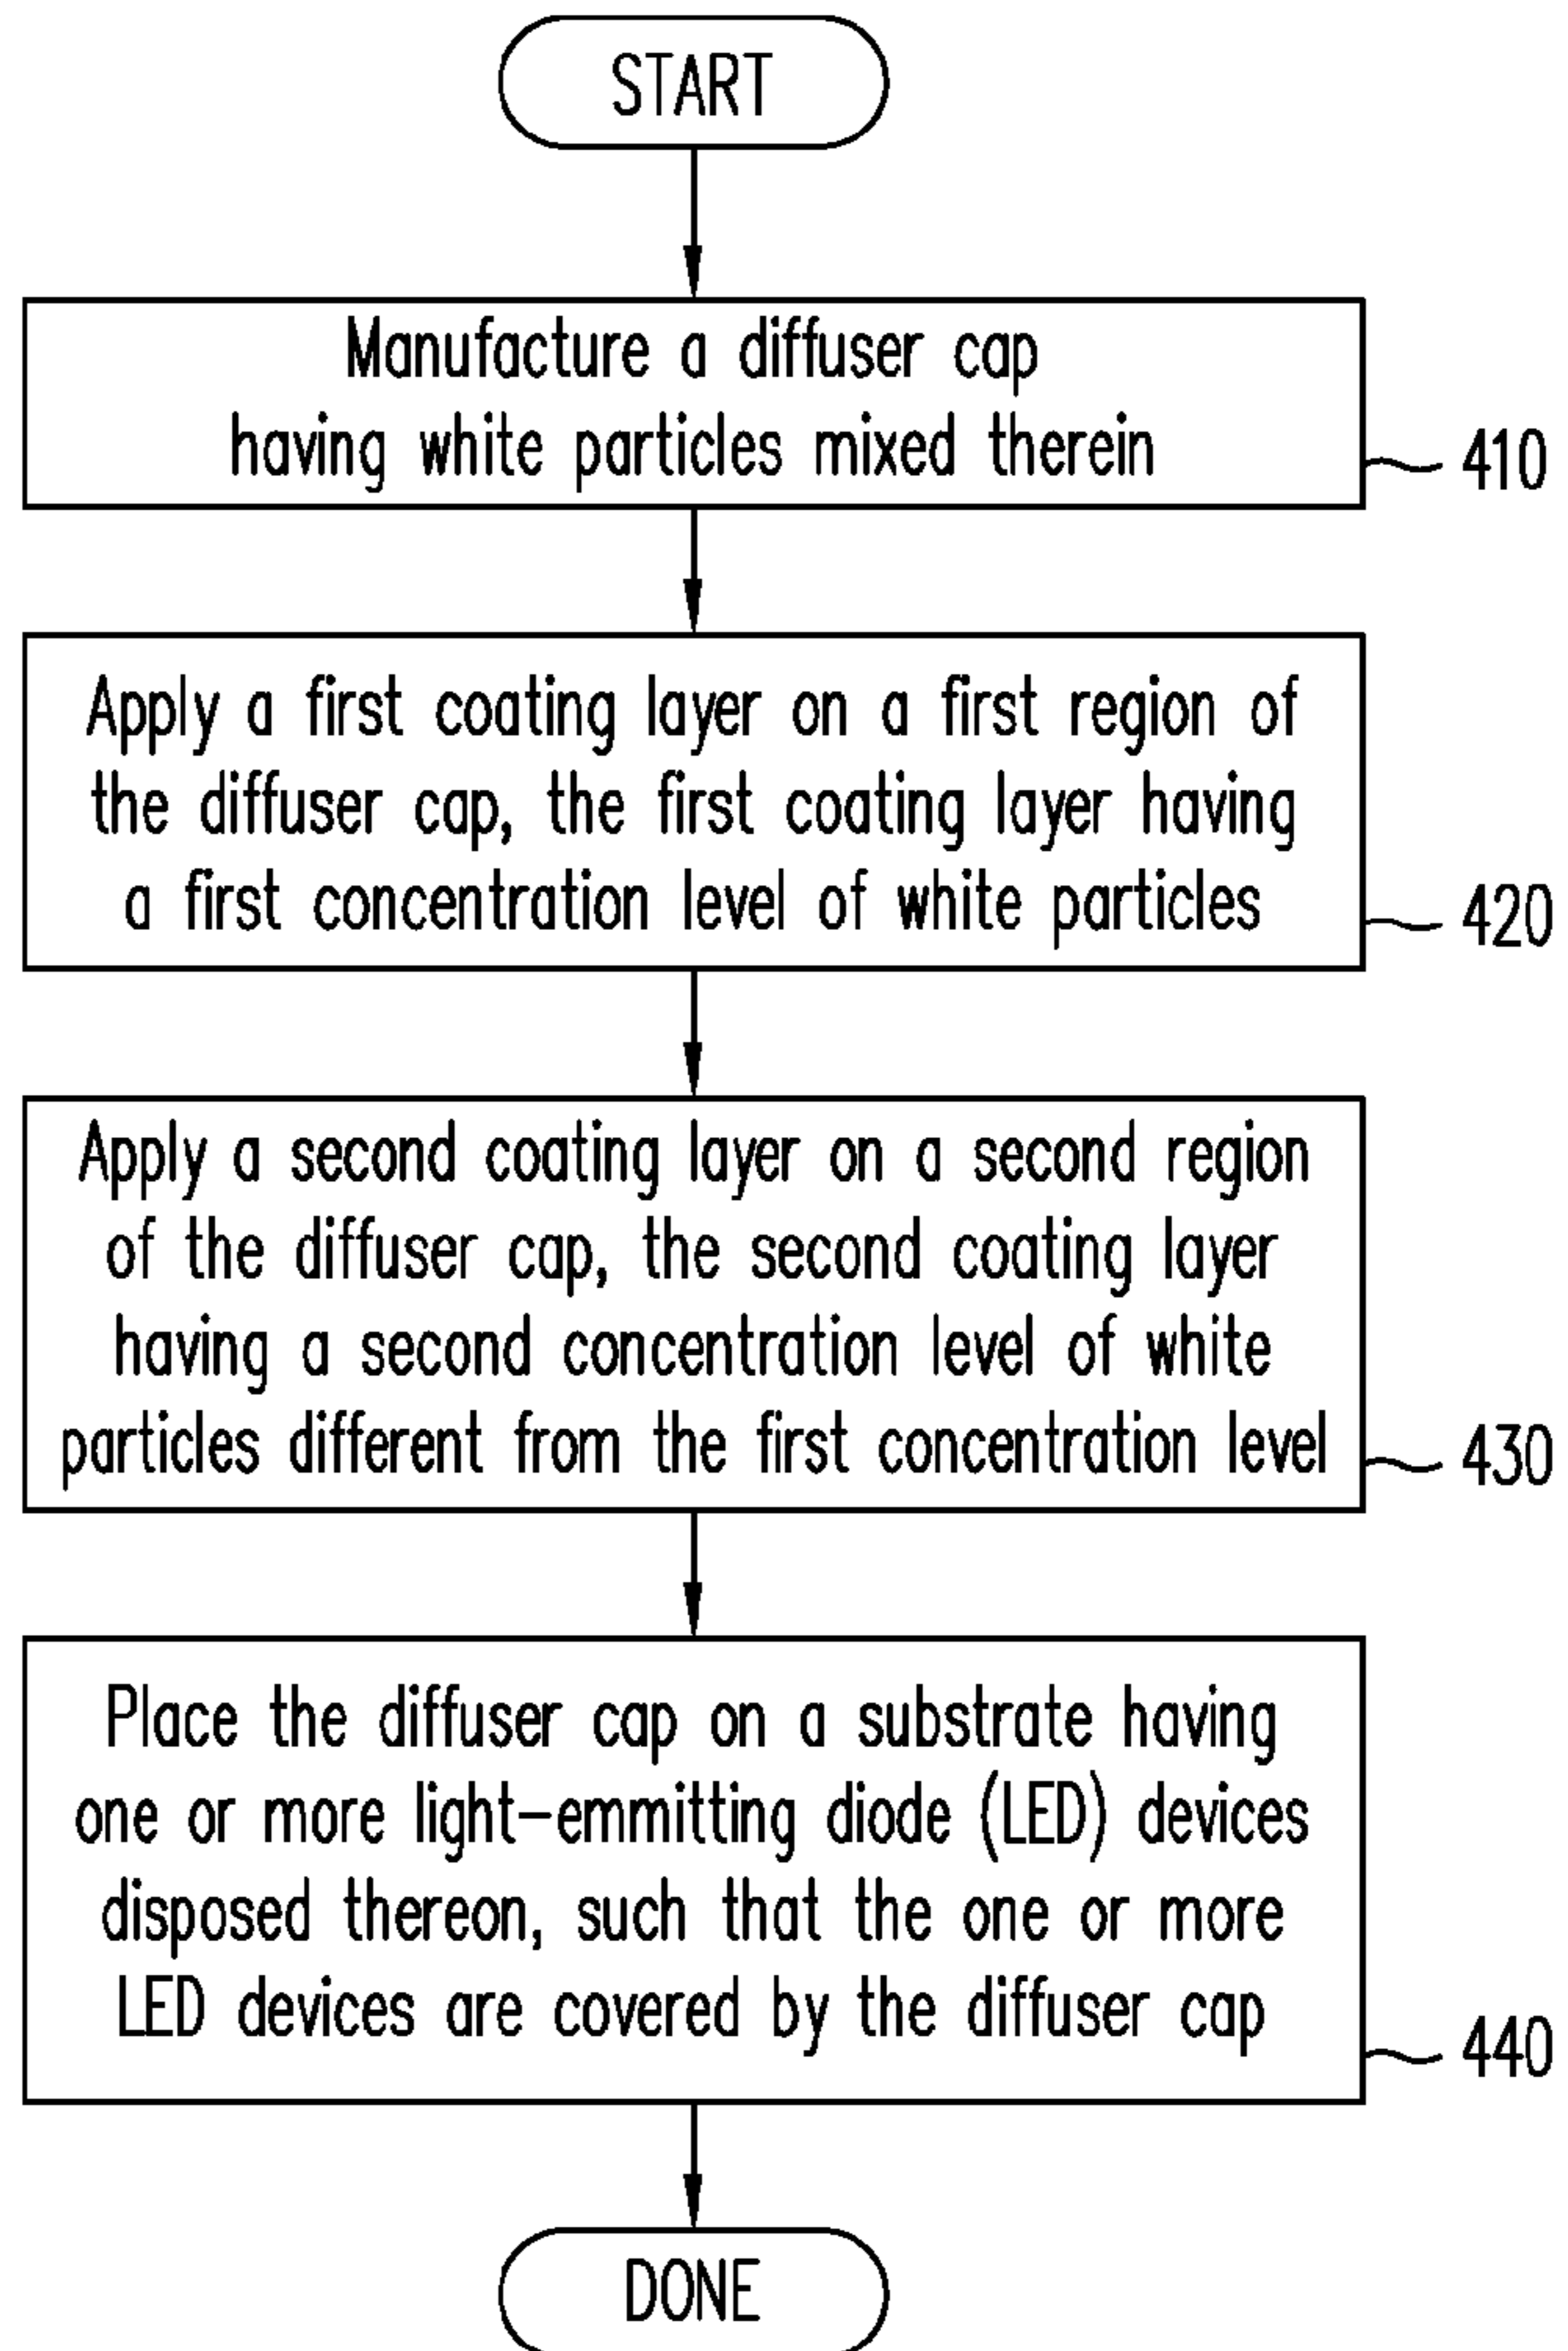 START
Manufacture a diffuser cap
having white particles mixed therein
410
Apply a first coating layer on a first region of
the diffuser cap, the first coating layer having
a first concentration level of white particles
420
Apply a second coating layer on a second region
of the diffuser cap, the second coating layer
having a second concentration level of white
particles different from the first concentration level
430
Place the diffuser cap on a substrate having
one or more light-emmitting diode (LED) devices
disposed thereon, such that the one or more
LED devices are covered by the diffuser cap
440
DONE